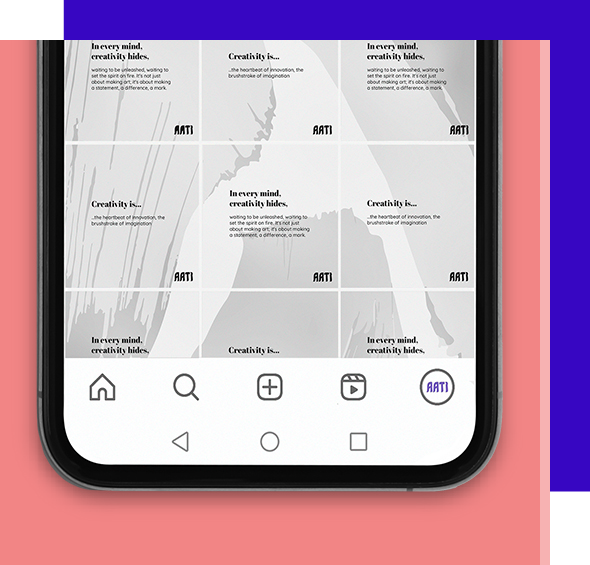 In every mind,
creativity hides,
waiting to be unleashed, waiting to
set the spirit on fire. It's not just
about making art; it's about making
a statement, a difference, a mark.
AATI
Creativity is...
...the heartbeat of innovation, the
brushstroke of imagination
AATI
In every mind,
creativity hides,
waiting to be unleashed, waiting to
set the spirit on fire. It's not just
about making art; it's about making
a statement, a difference, a mark.
AATI
Creativity is...
...the heartbeat of innovation, the
brushstroke of imagination
AATI
In every mind,
creativity hides,
waiting to be unleashed, waiting to
set the spirit on fire. It's not just
about making art; it's about making
a statement, a difference, a mark.
AATI
Creativity is...
...the heartbeat of innovation, the
brushstroke of imagination
AATI
In every mind,
creativity hides,
Creativity is...
In every mind,
creativity hides,
AATI